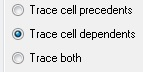 Trace cell precedents
Trace cell dependents
Trace both